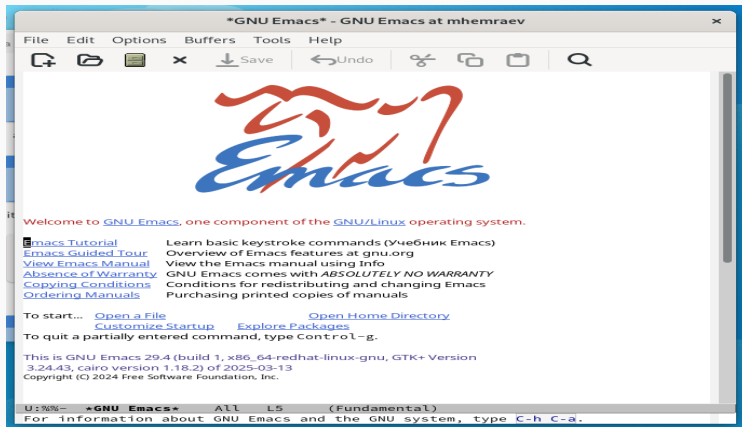 *GNU Emacs* - GNU Emacs at mhemraev
File Edit Options Buffers Tools Help
Save Undo
Emacs
Welcome to GNU Emacs, one component of the GNU/Linux operating system.
Emacs Tutorial Learn basic keystroke commands (Учебник Emacs)
Emacs Guided Tour Overview of Emacs features at gnu.org
View Emacs Manual View the Emacs manual using Info
Absence of Warranty GNU Emacs comes with ABSOLUTELY NO WARRANTY
Copying Conditions Conditions for redistributing and changing Emacs
Ordering Manuals Purchasing printed copies of manuals
To start... Open a File Open Home Directory
Customize Startup Explore Packages
To quit a partially entered command, type Control-g.
This is GNU Emacs 29.4 (build 1, x86_64-redhat-linux-gnu, GTK+ Version
3.24.43, cairo version 1.18.2) of 2025-03-13
Copyright (C) 2024 Free Software Foundation, Inc.
U:%%- *GNU Emacs* All L5 (Fundamental)
For information about GNU Emacs and the GNU system, type C-h C-a.